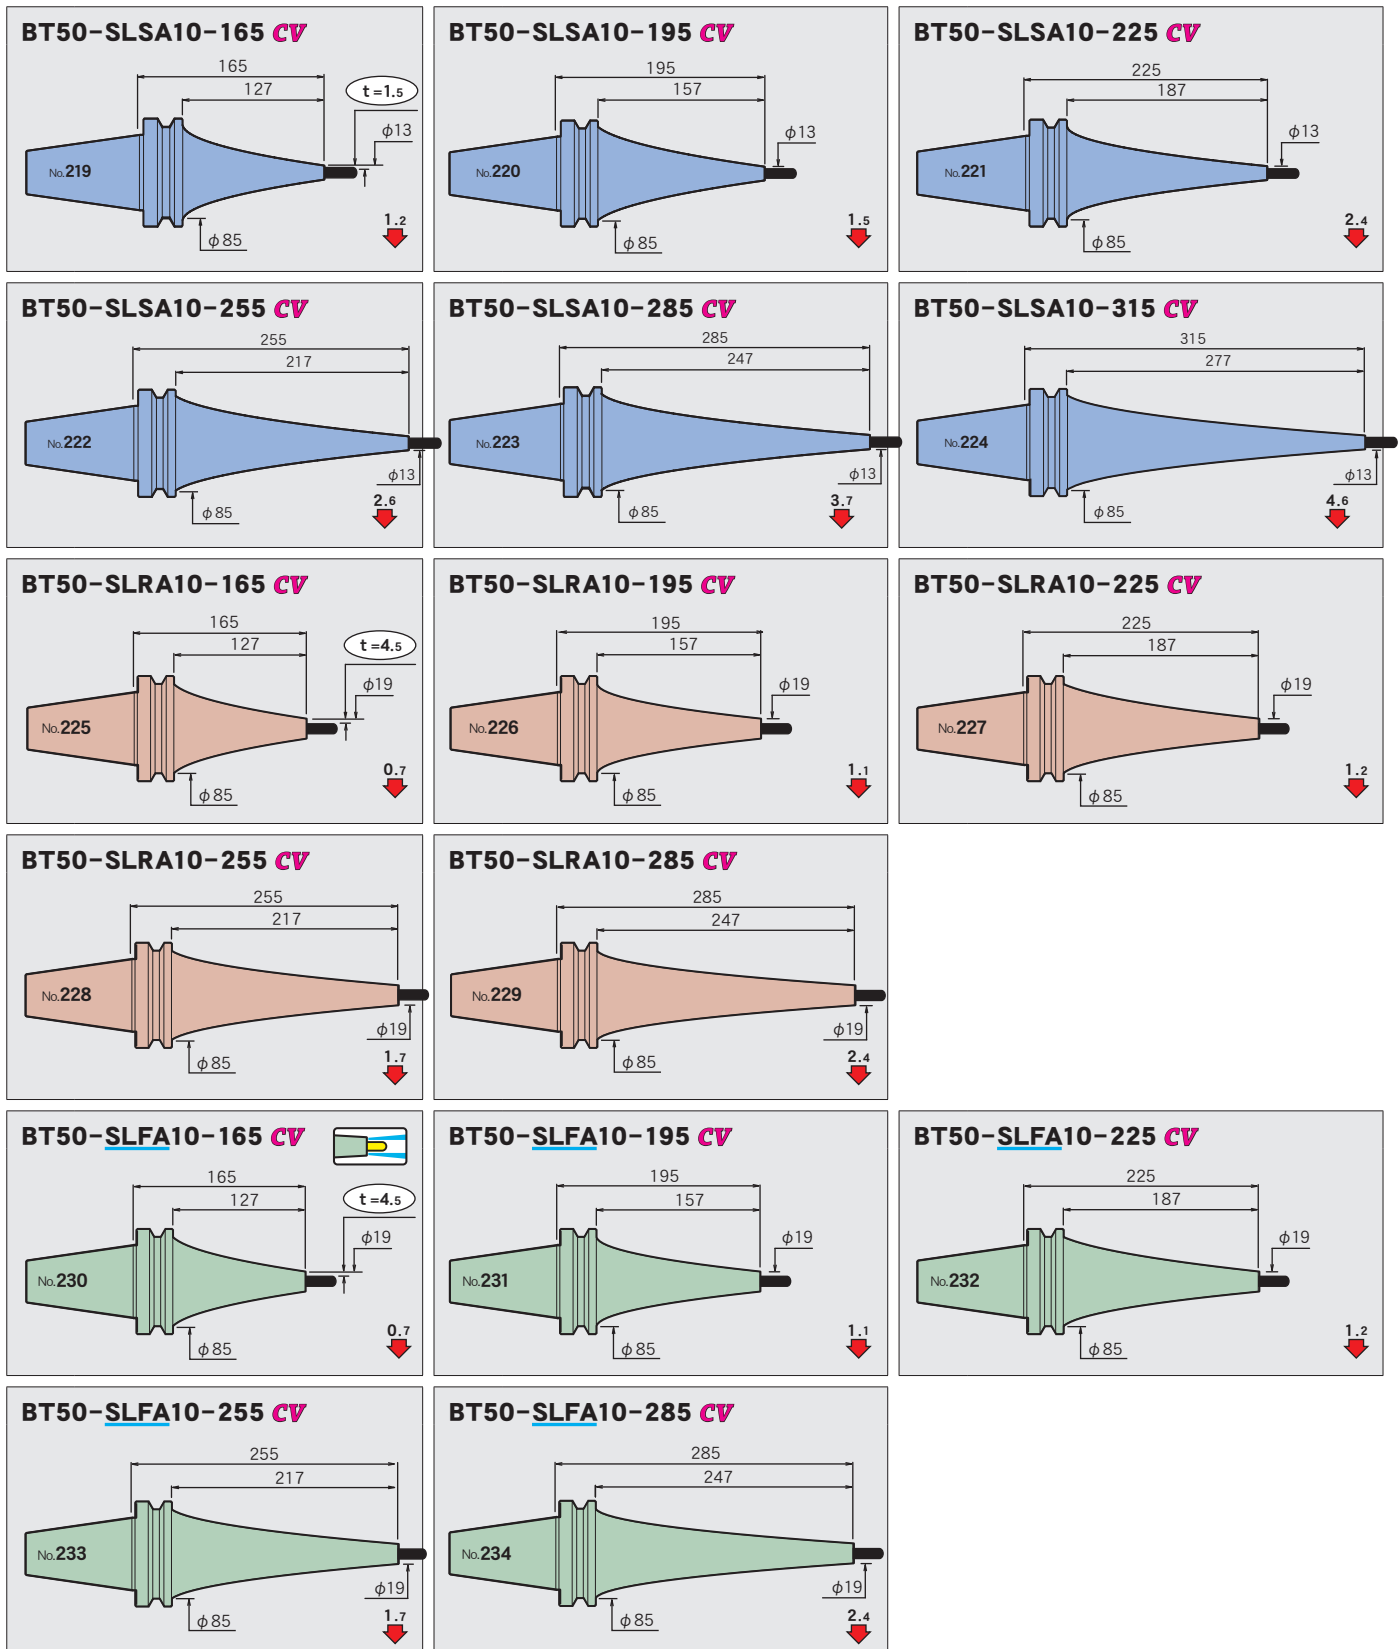 BT50-SLSA10-165 CV
165
127
t=1.5
φ13
No.219
φ85
1.2
BT50-SLSA10-195 CV
195
157
φ13
No.220
φ85
1.5
BT50-SLSA10-225 CV
225
187
φ13
No.221
φ85
2.4
BT50-SLSA10-255 CV
255
217
No.222
φ13
φ85
2.6
BT50-SLSA10-285 CV
285
247
No.223
φ13
φ85
3.7
BT50-SLSA10-315 CV
315
277
No.224
φ13
φ85
4.6
BT50-SLRA10-165 CV
165
127
t=4.5
φ19
No.225
φ85
0.7
BT50-SLRA10-195 CV
195
157
φ19
No.226
φ85
1.1
BT50-SLRA10-225 CV
225
187
φ19
No.227
φ85
1.2
BT50-SLRA10-255 CV
255
217
No.228
φ19
φ85
1.7
BT50-SLRA10-285 CV
285
247
No.229
φ19
φ85
2.4
BT50-SLFA10-165 CV
165
127
t=4.5
φ19
No.230
φ85
0.7
BT50-SLFA10-195 CV
195
157
φ19
No.231
φ85
1.1
BT50-SLFA10-225 CV
225
187
φ19
No.232
φ85
1.2
BT50-SLFA10-255 CV
255
217
No.233
φ19
φ85
1.7
BT50-SLFA10-285 CV
285
247
No.234
φ19
φ85
2.4